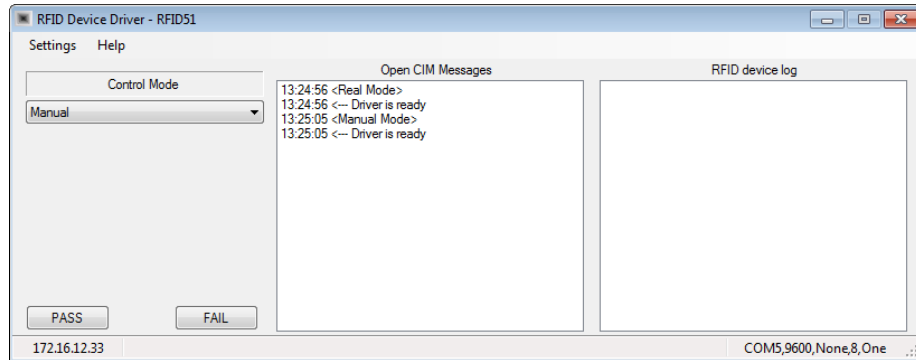 RFID Device Driver - RFID51
Settings Help
Control Mode
Manual
PASS FAIL
Open CIM Messages
13:24:56 <Real Mode>
13:24:56 <--- Driver is ready
13:25:05 <Manual Mode>
13:25:05 <--- Driver is ready
RFID device log
172.16.12.33
COM5,9600,None,8,One